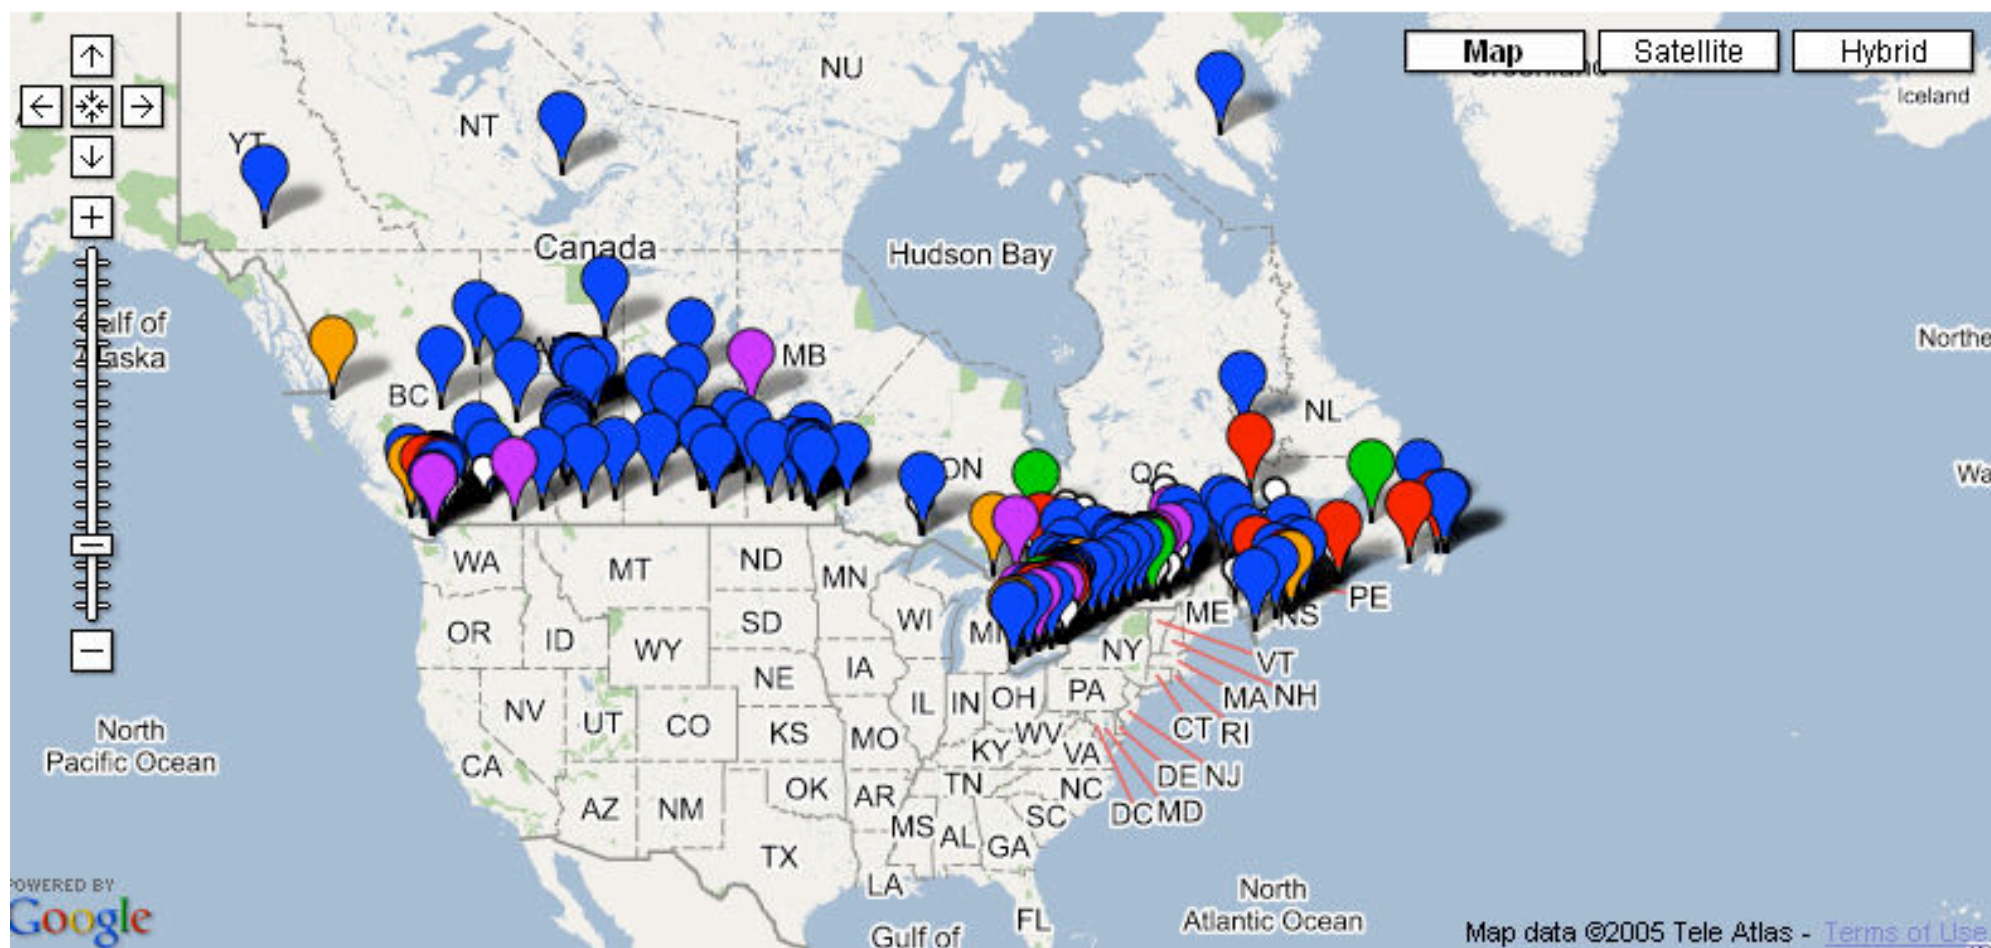 Map
Satellite
Hybrid
Iceland
NU
NT
YT
Canada
Hudson Bay
BC
MB
NL
ON
QC
PE
NS
WA
MT
ND
MN
OR
ID
WY
SD
WI
MI
ME
NY
VT
NH
MA
RI
CT
NV
UT
CO
NE
IA
IL
IN
OH
PA
WV
VA
KS
MO
KY
NJ
DE
MD
DC
CA
AZ
NM
OK
AR
TN
NC
SC
MS
AL
GA
TX
LA
FL
Gulf of
North
Pacific Ocean
North
Atlantic Ocean
Northe
Wa
POWERED BY
Google
Map data ©2005 Tele Atlas - Terms of Use